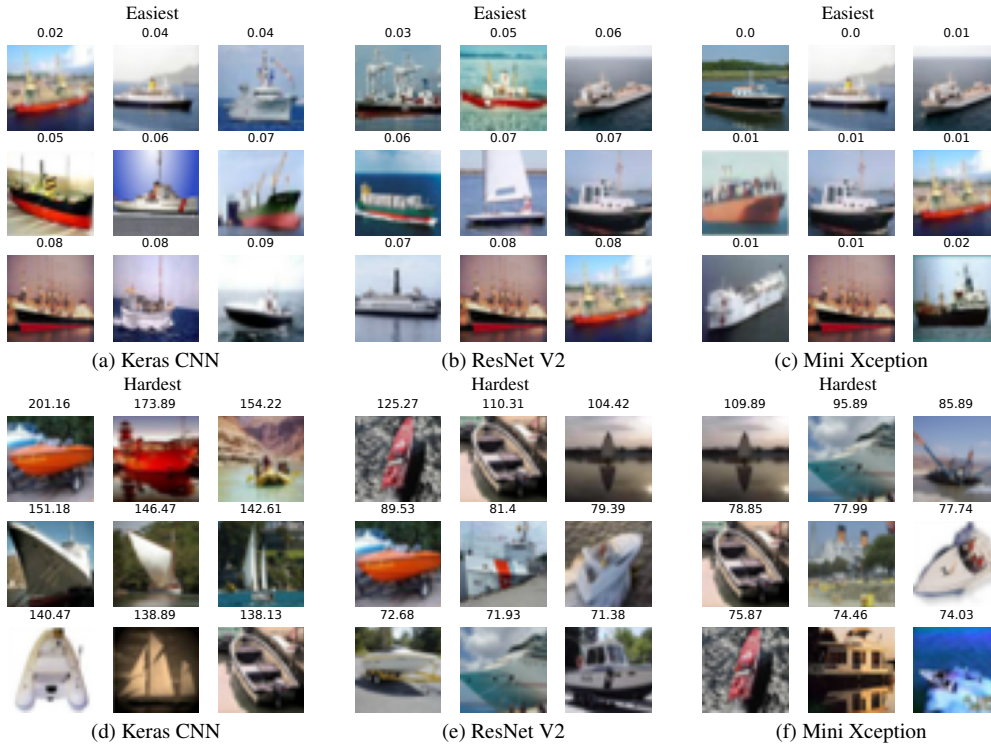 Easiest Easiest Easiest
0.02 0.04 0.04 0.03 0.05 0.06 0.0 0.0 0.01
0.05 0.06 0.07 0.06 0.07 0.07 0.01 0.01 0.01
0.08 0.08 0.09 0.07 0.08 0.08 0.01 0.01 0.02
(a) Keras CNN (b) ResNet V2 (c) Mini Xception
Hardest Hardest Hardest
201.16 173.89 154.22 125.27 110.31 104.42 109.89 95.89 85.89
151.18 146.47 142.61 89.53 81.4 79.39 78.85 77.99 77.74
140.47 138.89 138.13 72.68 71.93 71.38 75.87 74.46 74.03
(d) Keras CNN (e) ResNet V2 (f) Mini Xception